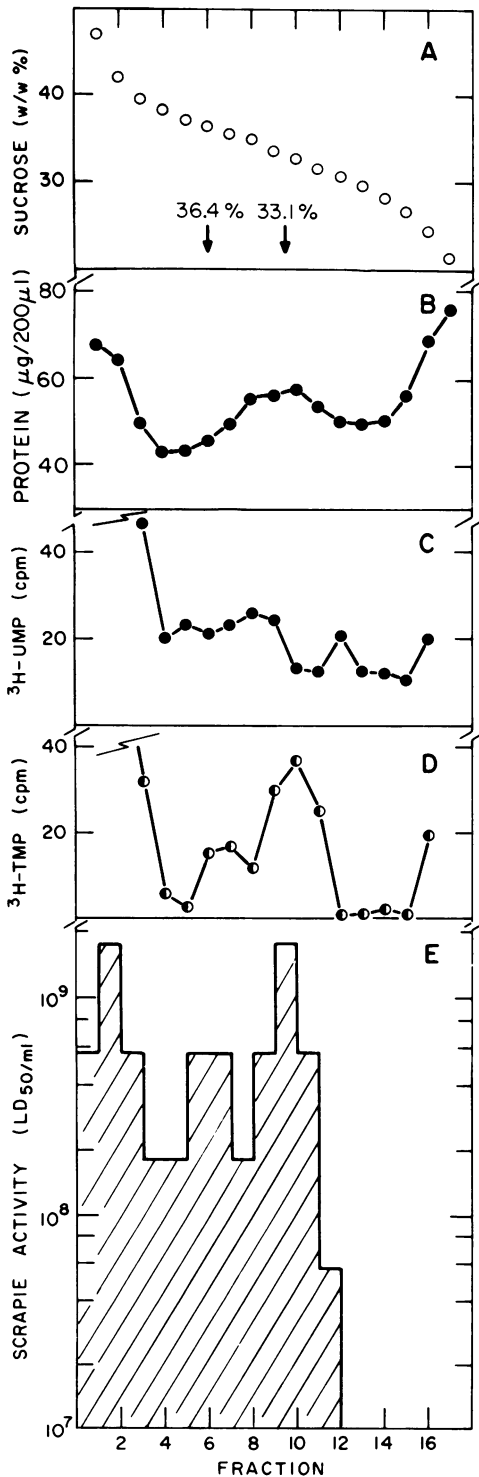 A
SUCROSE (w/w %)
40
30
36.4 % 33.1 %
B
PROTEIN (µg/200µl)
80
60
40
C
³H-UMP (cpm)
40
20
D
³H-TMP (cpm)
40
20
E
SCRAPIE ACTIVITY (LD₅₀/ml)
10⁹
10⁸
10⁷
2 4 6 8 10 12 14 16
FRACTION